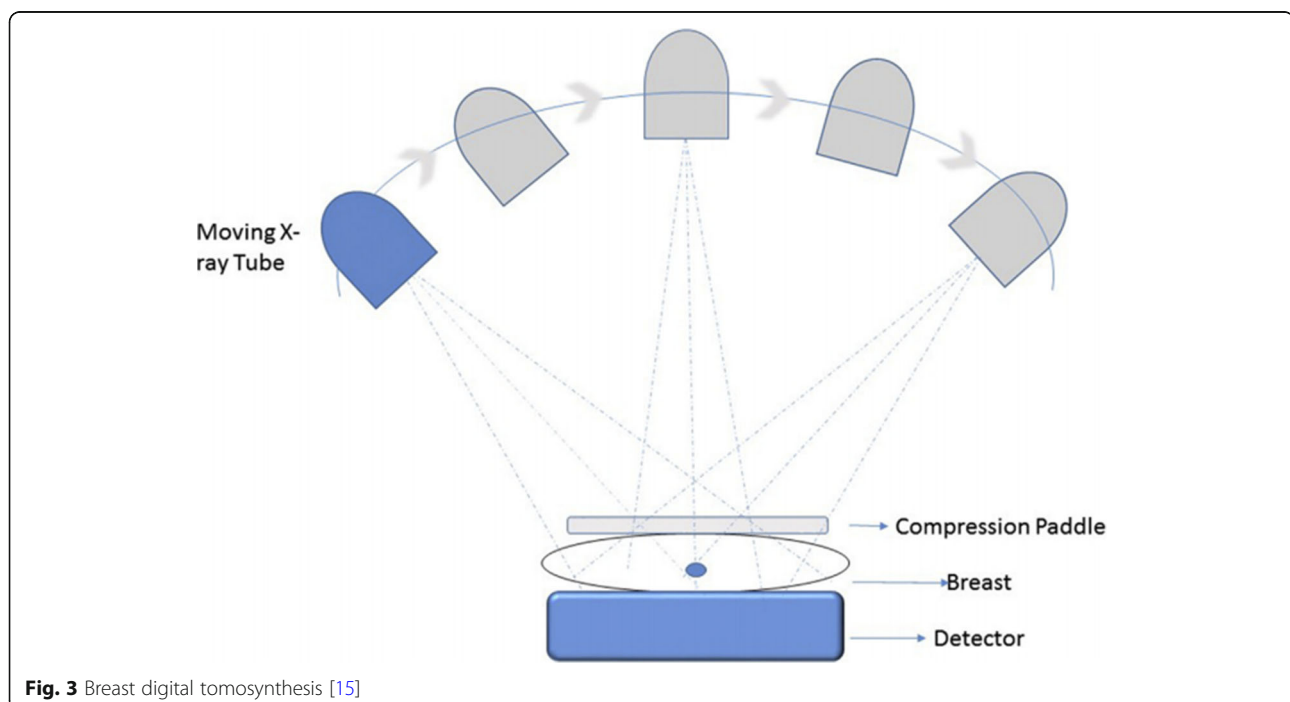 Moving X-
ray Tube
Compression Paddle
Breast
Detector
Fig. 3 Breast digital tomosynthesis [15]